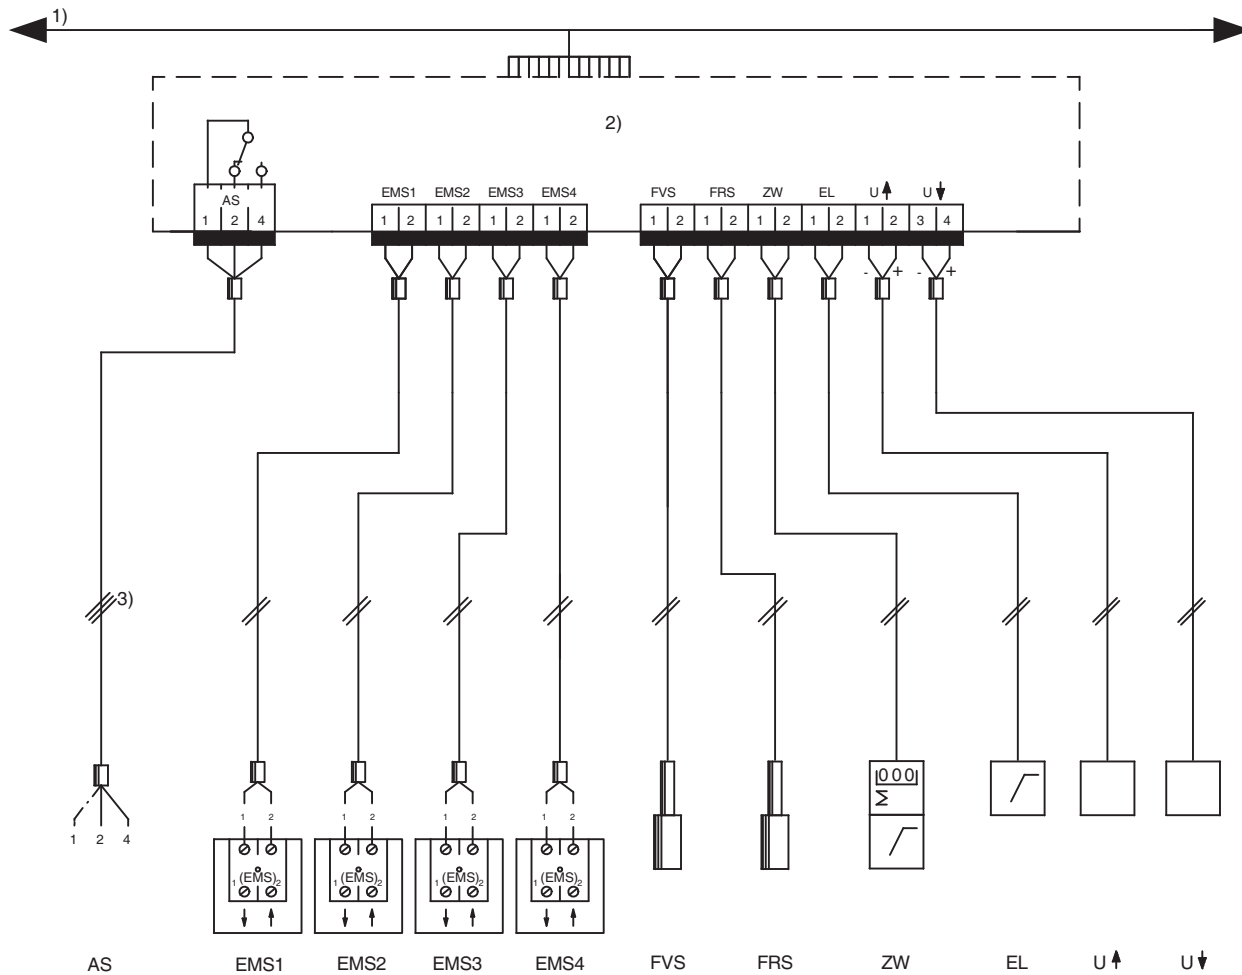 1)
2)
AS
EMS1 EMS2 EMS3 EMS4 FVS FRS ZW EL U U
1 2 4 1 2 1 2 1 2 1 2 1 2 1 2 1 2 1 2 1 2 3 4
- + - +
3)
000
M
1 2 4
1 2 1 2 1 2 1 2
1 (EMS) 2 1 (EMS) 2 1 (EMS) 2 1 (EMS) 2
AS EMS1 EMS2 EMS3 EMS4 FVS FRS ZW EL U U